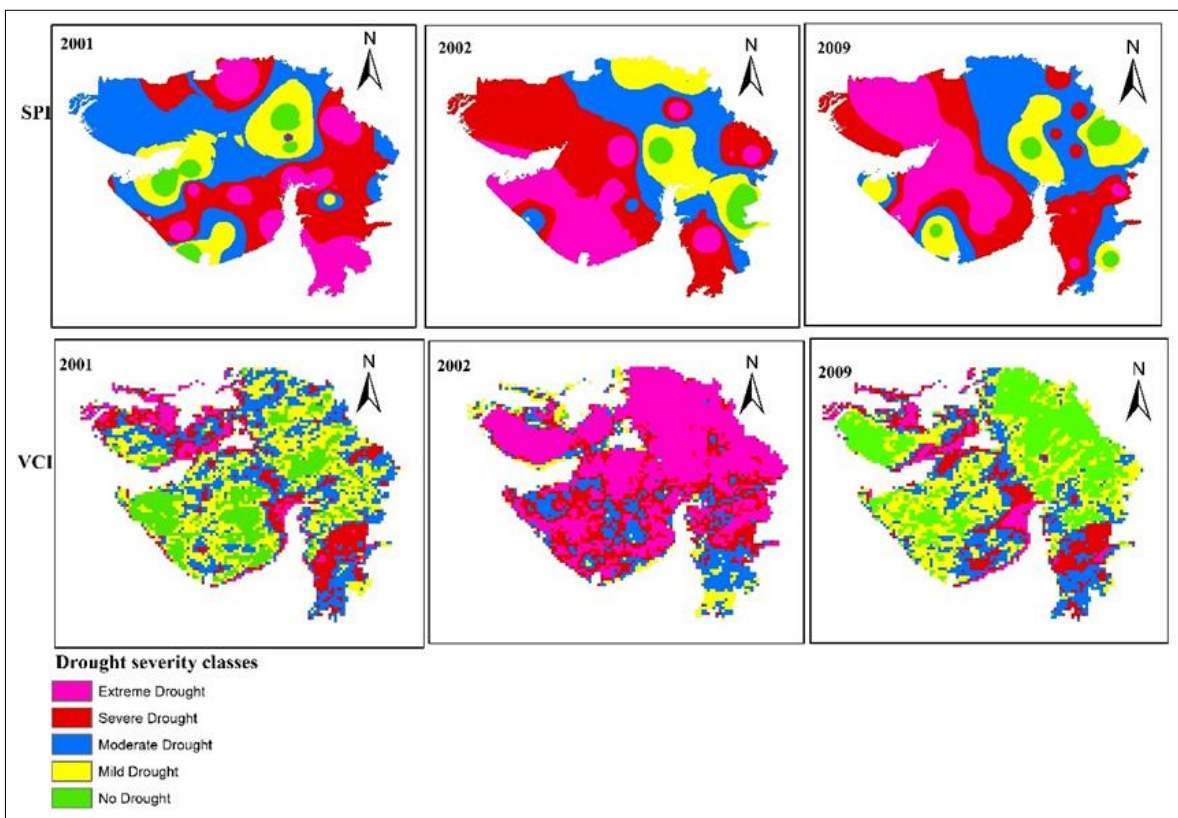 2001
N
2002
N
2009
N
SPI
2001
N
2002
N
2009
N
VCI
Drought severity classes
Extreme Drought
Severe Drought
Moderate Drought
Mild Drought
No Drought